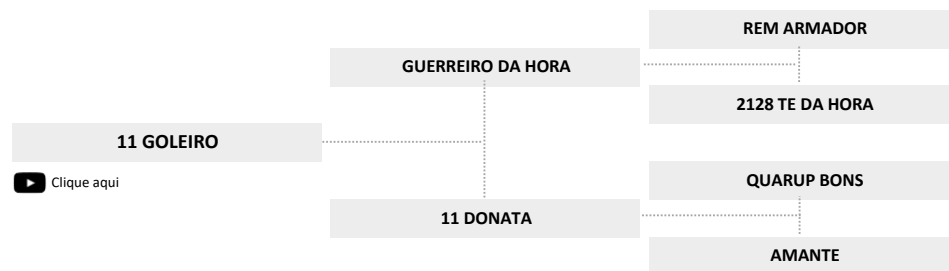 REM ARMADOR
GUERREIRO DA HORA
2128 TE DA HORA
11 GOLEIRO
Clique aqui
QUARUP BONS
11 DONATA
AMANTE